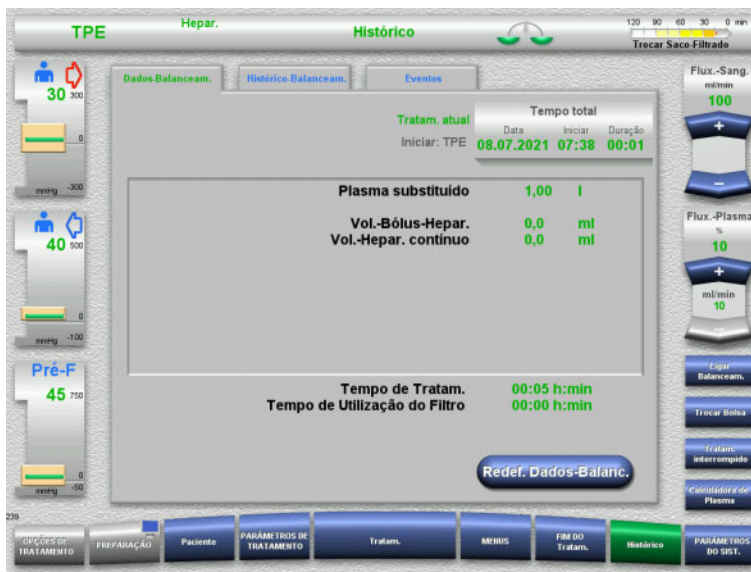 TPE
Hepar.
Histórico
120 90 60 30 0 min
Trocar Saco-Filtrado
30 300
0
mmHg -300
40 500
0
mmHg -100
Pré-F
45 750
0
mmHg -50
Dados-Balanceam. Histórico-Balanceam. Eventos
Tratam. atual
Iniciar: TPE
Tempo total
Data Iniciar Duração
08.07.2021 07:38 00:01
Plasma substituído 1,00 l
Vol.-Bólus-Hepar. 0,0 ml
Vol.-Hepar. contínuo 0,0 ml
Tempo de Tratam. 00:05 h:min
Tempo de Utilização do Filtro 00:00 h:min
Redef. Dados-Balanc.
Flux.-Sang.
ml/min
100
+
–
Flux.-Plasma
%
10
+
ml/min
10
–
Ligar
Balanceam.
Trocar Bolsa
Tratam.
interrompido
Calculadora de
Plasma
239
OPÇÕES DE
TRATAMENTO
PREPARAÇÃO
Paciente
PARÂMETROS DE
TRATAMENTO
Tratam.
MENUS
FIM DO
Tratam.
Histórico
PARÂMETROS
DO SIST.